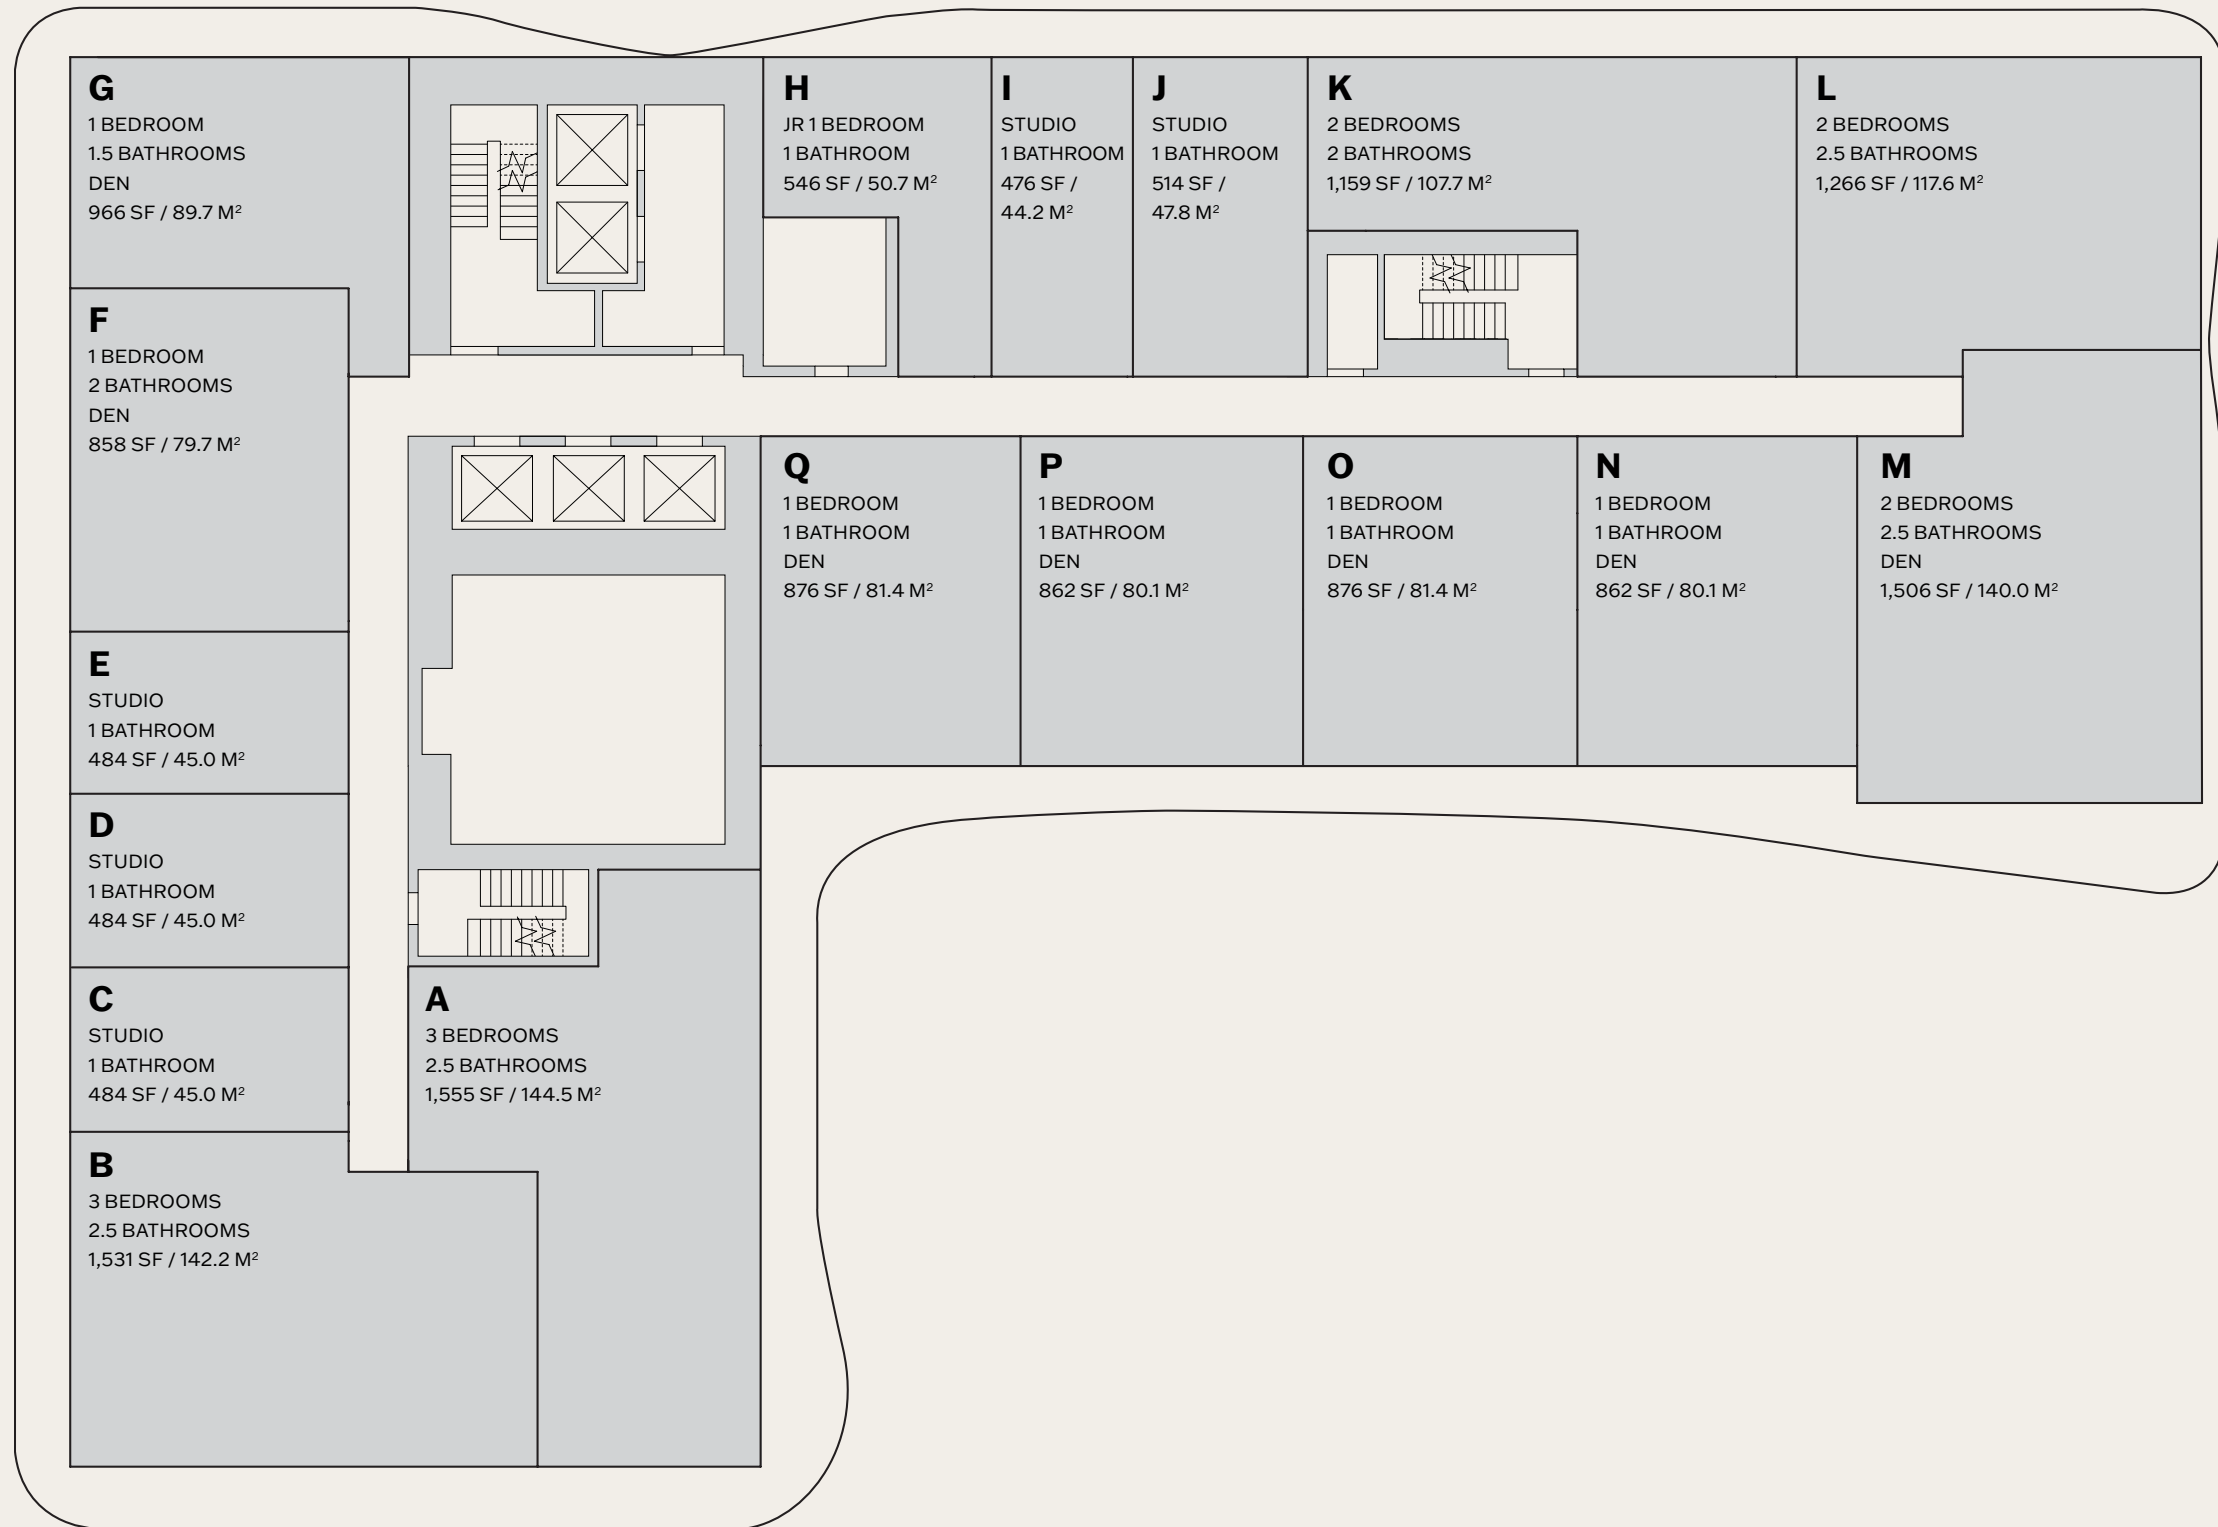 G
1 BEDROOM
1.5 BATHROOMS
DEN
966 SF / 89.7 M²
H
JR 1 BEDROOM
1 BATHROOM
546 SF / 50.7 M²
I
STUDIO
1 BATHROOM
476 SF /
44.2 M²
J
STUDIO
1 BATHROOM
514 SF /
47.8 M²
K
2 BEDROOMS
2 BATHROOMS
1,159 SF / 107.7 M²
L
2 BEDROOMS
2.5 BATHROOMS
1,266 SF / 117.6 M²
F
1 BEDROOM
2 BATHROOMS
DEN
858 SF / 79.7 M²
Q
1 BEDROOM
1 BATHROOM
DEN
876 SF / 81.4 M²
P
1 BEDROOM
1 BATHROOM
DEN
862 SF / 80.1 M²
O
1 BEDROOM
1 BATHROOM
DEN
876 SF / 81.4 M²
N
1 BEDROOM
1 BATHROOM
DEN
862 SF / 80.1 M²
M
2 BEDROOMS
2.5 BATHROOMS
DEN
1,506 SF / 140.0 M²
E
STUDIO
1 BATHROOM
484 SF / 45.0 M²
D
STUDIO
1 BATHROOM
484 SF / 45.0 M²
C
STUDIO
1 BATHROOM
484 SF / 45.0 M²
A
3 BEDROOMS
2.5 BATHROOMS
1,555 SF / 144.5 M²
B
3 BEDROOMS
2.5 BATHROOMS
1,531 SF / 142.2 M²